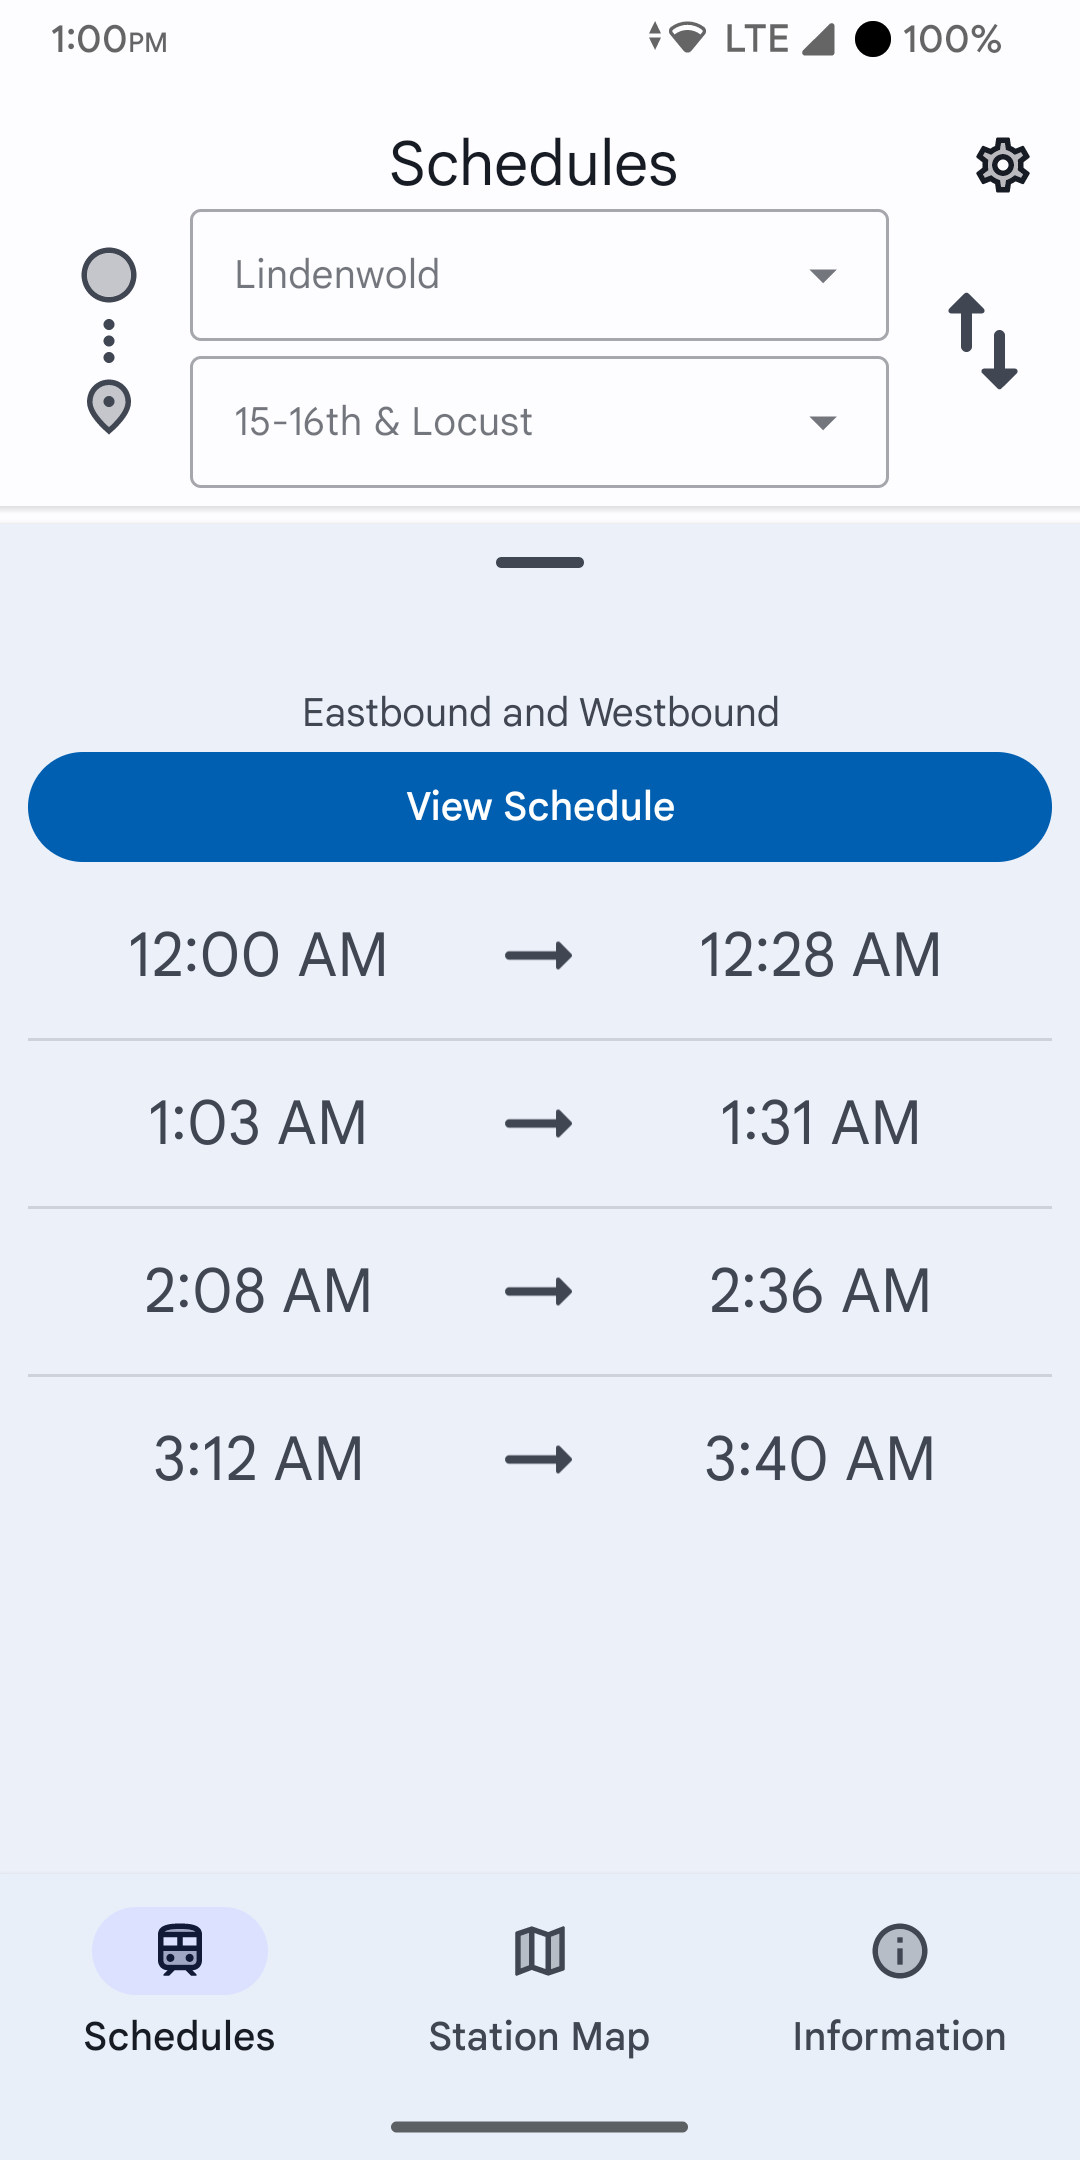 1:00PM LTE 100%
Schedules
Lindenwold
15-16th & Locust
Eastbound and Westbound
View Schedule
12:00 AM 12:28 AM
1:03 AM 1:31 AM
2:08 AM 2:36 AM
3:12 AM 3:40 AM
Schedules Station Map Information